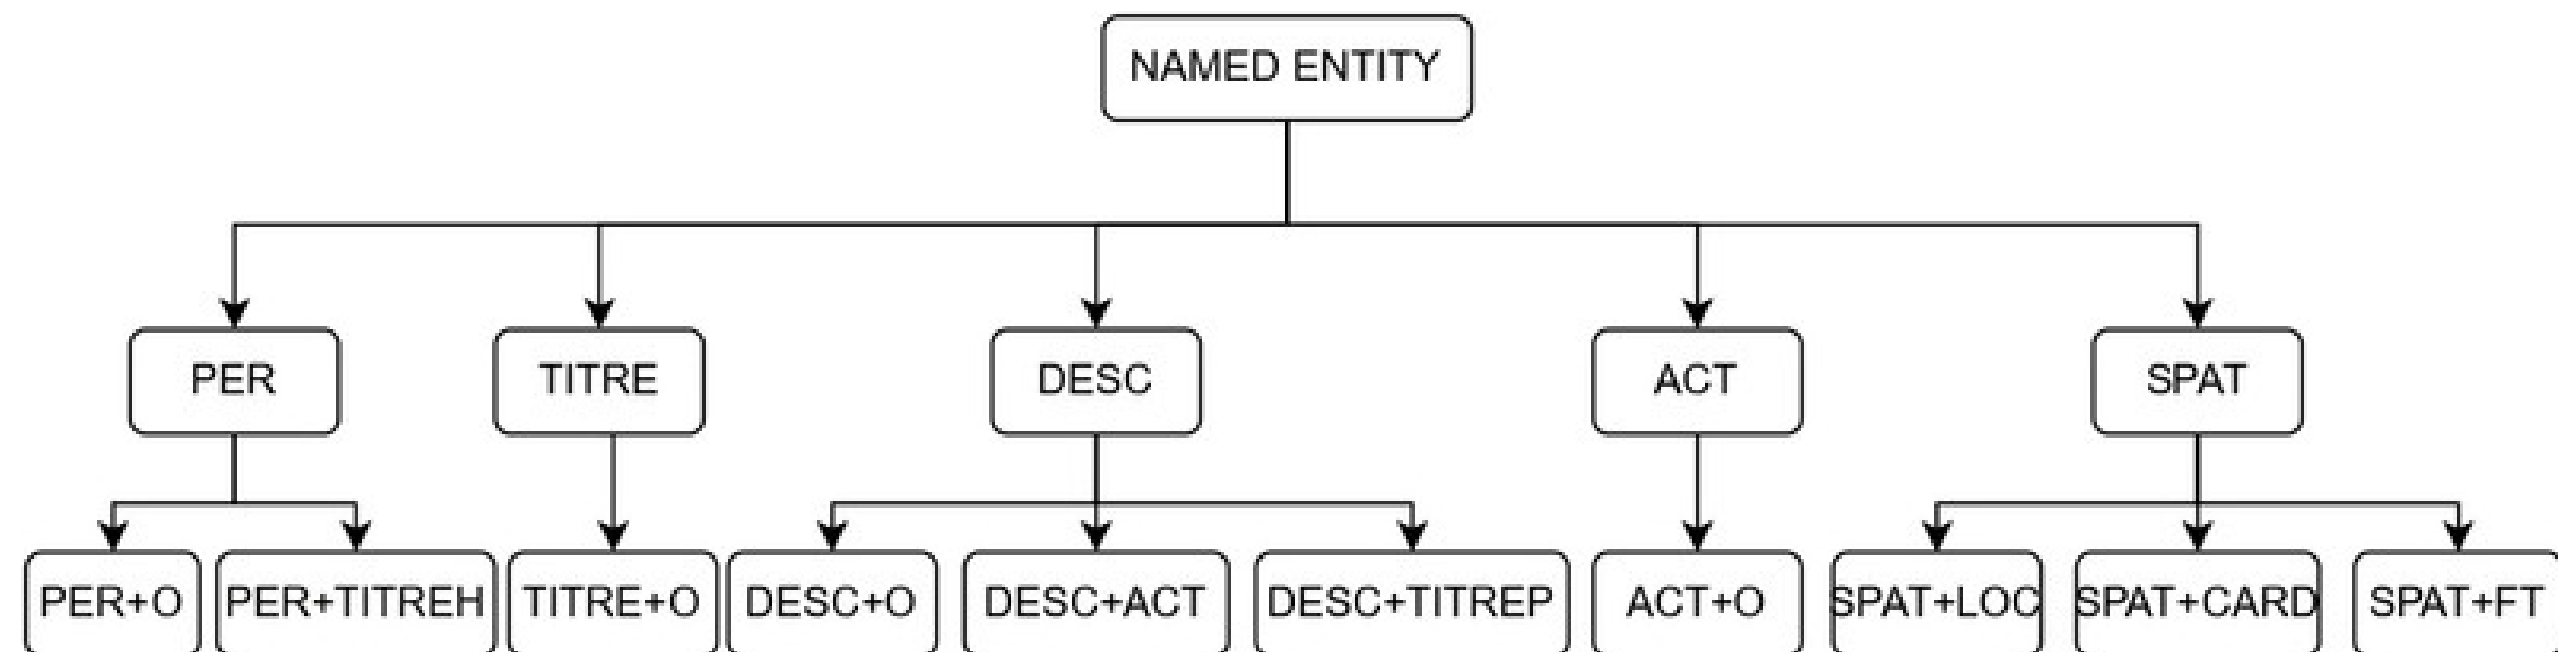 NAMED ENTITY
PER
TITRE
DESC
ACT
SPAT
PER+O
PER+TITREH
TITRE+O
DESC+O
DESC+ACT
DESC+TITREP
ACT+O
SPAT+LOC
SPAT+CARD
SPAT+FT